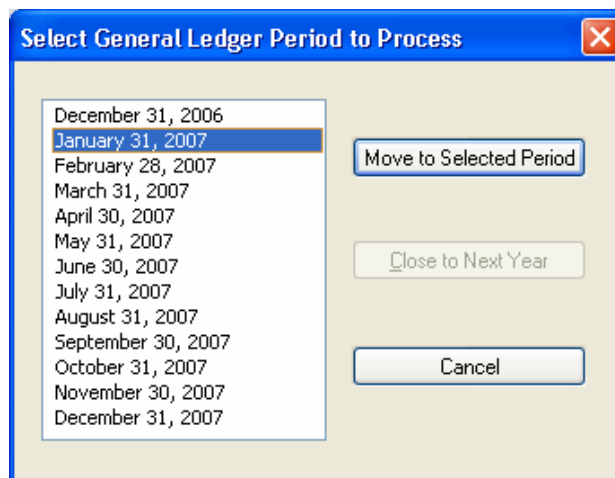 Select General Ledger Period to Process
December 31, 2006
January 31, 2007
February 28, 2007
March 31, 2007
April 30, 2007
May 31, 2007
June 30, 2007
July 31, 2007
August 31, 2007
September 30, 2007
October 31, 2007
November 30, 2007
December 31, 2007
Move to Selected Period
Close to Next Year
Cancel